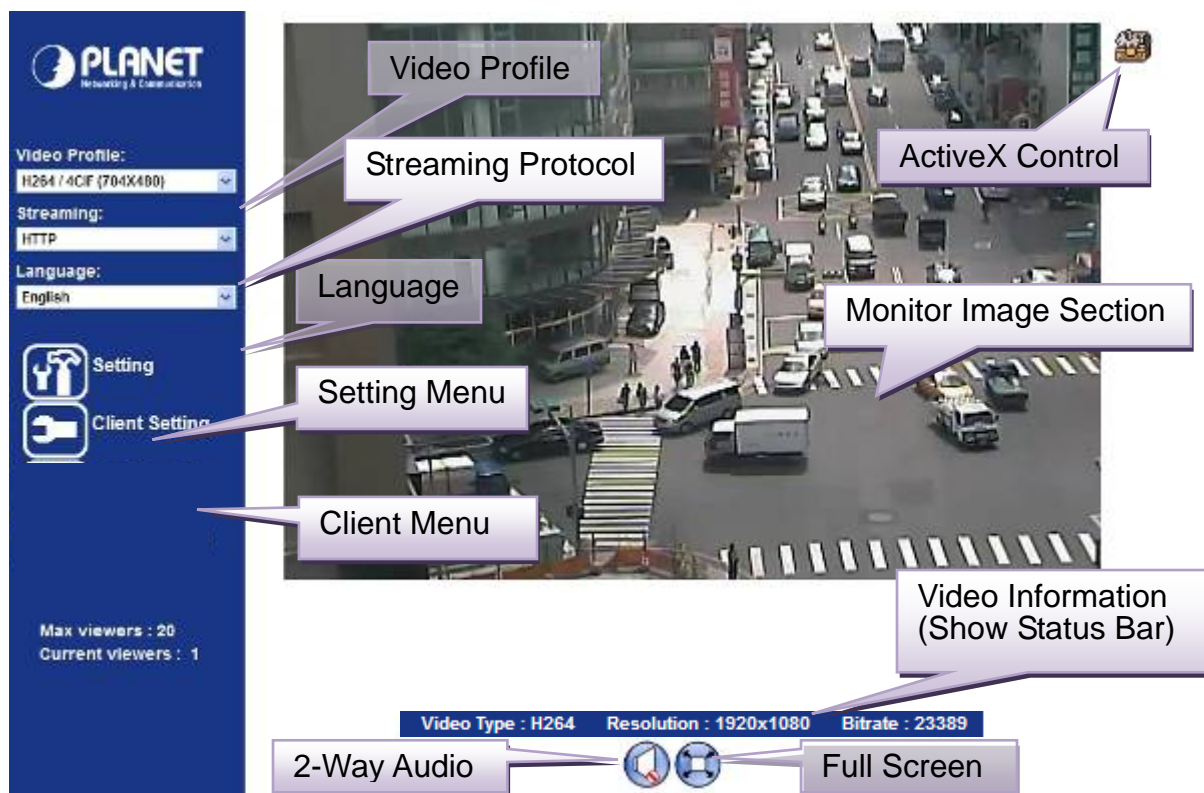 PLANET
Networking & Communication
Video Profile:
H264 / 4CIF (704X480)
Streaming:
HTTP
Language:
English
Setting
Client Setting
Max viewers : 20
Current viewers : 1
Video Profile
Streaming Protocol
Language
Setting Menu
Client Menu
ActiveX Control
Monitor Image Section
Video Information
(Show Status Bar)
Video Type : H264 Resolution : 1920x1080 Bitrate : 23389
2-Way Audio
Full Screen